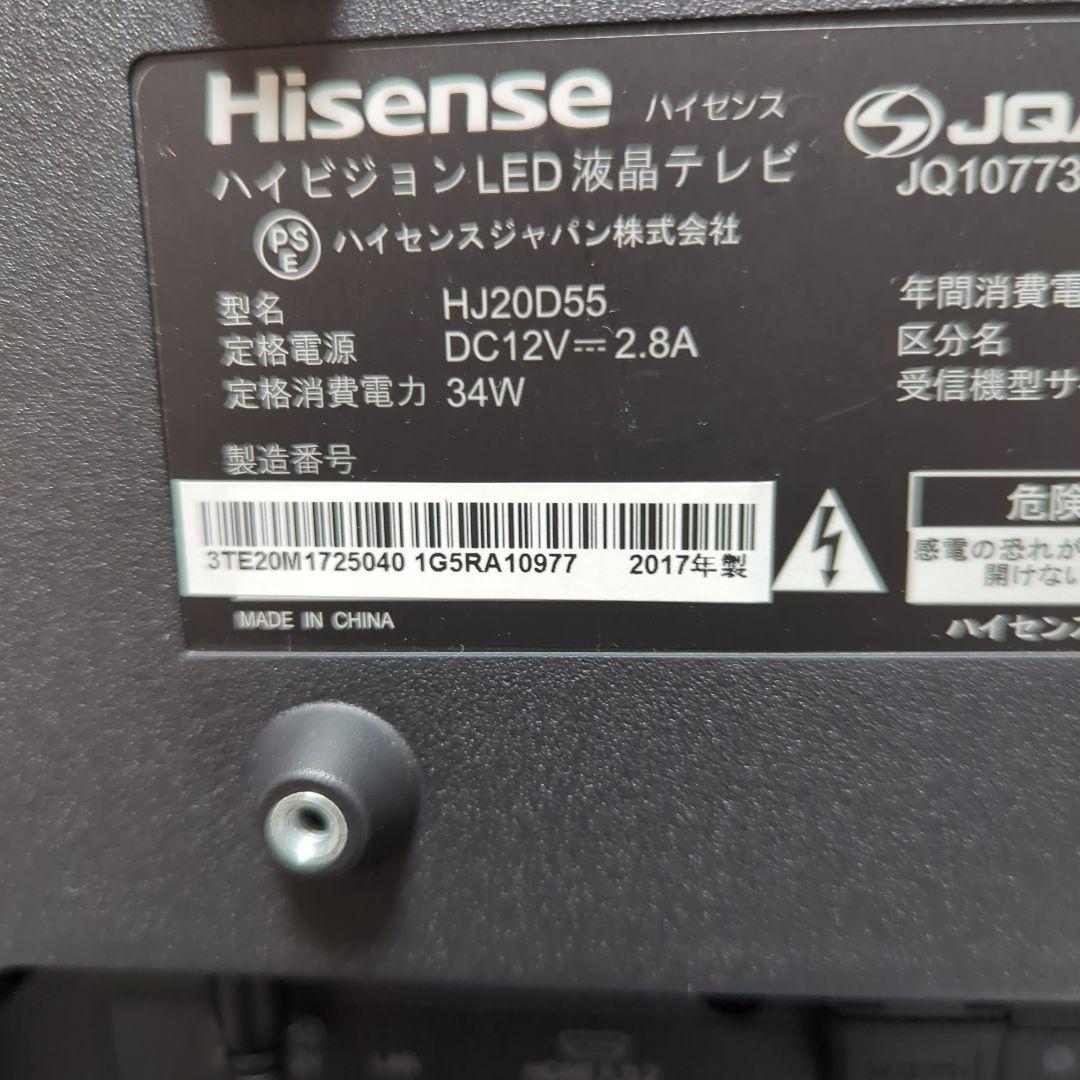 Hisense ハイセンス
ハイビジョンLED液晶テレビ
PSE ハイセンスジャパン株式会社
型名 HJ20D55
定格電源 DC12V⎓2.8A
定格消費電力 34W
製造番号
3TE20M1725040 1G5RA10977 2017年製
MADE IN CHINA
JQA
JQ10773
年間消費電
区分名
受信機型サ
危険
感電の恐れが
開けない
ハイセンス